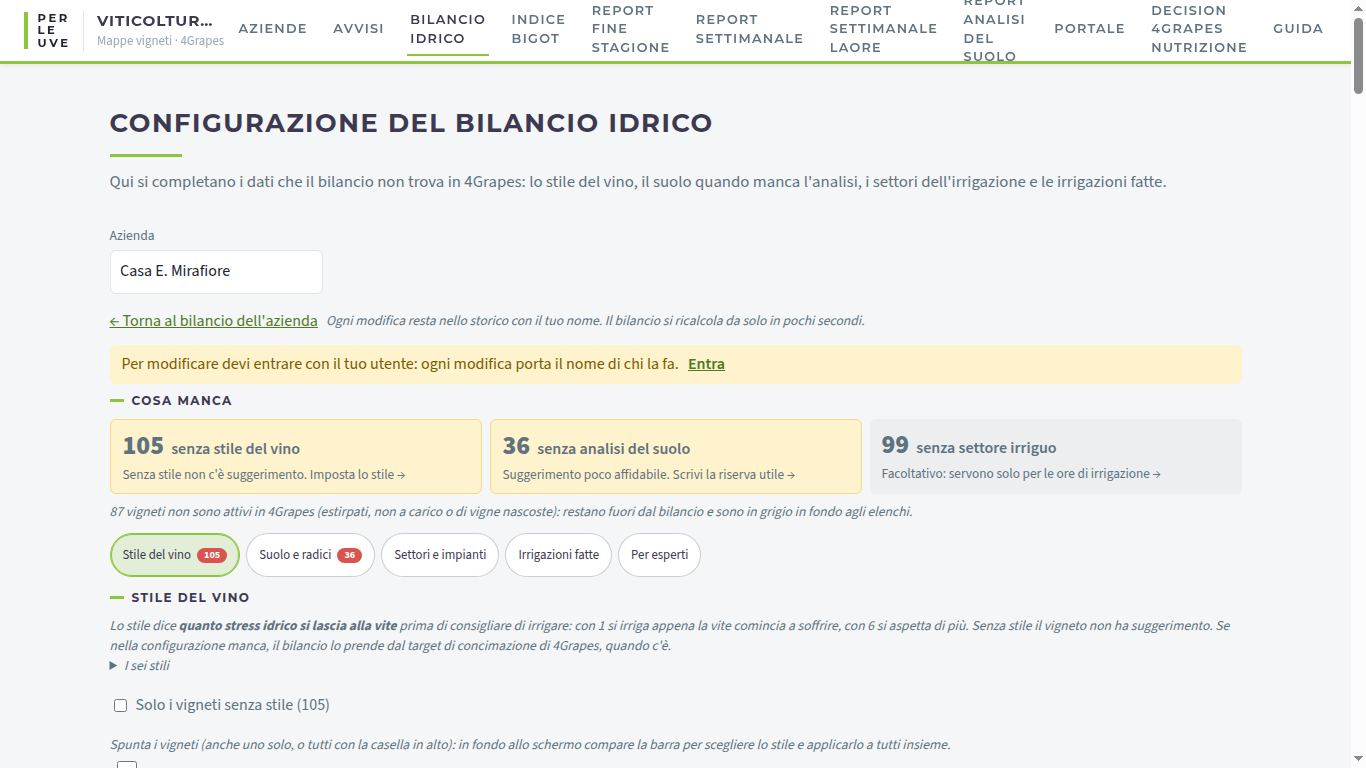 PER
LE
UVE
VITICOLTUR...
Mappe vigneti · 4Grapes
AZIENDE
AVVISI
BILANCIO
IDRICO
INDICE
BIGOT
REPORT
FINE
STAGIONE
REPORT
SETTIMANALE
REPORT
SETTIMANALE
LAORE
REPORT
ANALISI
DEL
SUOLO
PORTALE
DECISION
4GRAPES
NUTRIZIONE
GUIDA
CONFIGURAZIONE DEL BILANCIO IDRICO
Qui si completano i dati che il bilancio non trova in 4Grapes: lo stile del vino, il suolo quando manca l'analisi, i settori dell'irrigazione e le irrigazioni fatte.
Azienda
Casa E. Mirafiore
← Torna al bilancio dell'azienda Ogni modifica resta nello storico con il tuo nome. Il bilancio si ricalcola da solo in pochi secondi.
Per modificare devi entrare con il tuo utente: ogni modifica porta il nome di chi la fa. Entra
COSA MANCA
105 senza stile del vino
Senza stile non c'è suggerimento. Imposta lo stile →
36 senza analisi del suolo
Suggerimento poco affidabile. Scrivi la riserva utile →
99 senza settore irriguo
Facoltativo: servono solo per le ore di irrigazione →
87 vigneti non sono attivi in 4Grapes (estirpati, non a carico o di vigne nascoste): restano fuori dal bilancio e sono in grigio in fondo agli elenchi.
Stile del vino 105
Suolo e radici 36
Settori e impianti
Irrigazioni fatte
Per esperti
STILE DEL VINO
Lo stile dice quanto stress idrico si lascia alla vite prima di consigliare di irrigare: con 1 si irriga appena la vite comincia a soffrire, con 6 si aspetta di più. Senza stile il vigneto non ha suggerimento. Se
nella configurazione manca, il bilancio lo prende dal target di concimazione di 4Grapes, quando c'è.
▶ I sei stili
Solo i vigneti senza stile (105)
Spunta i vigneti (anche uno solo, o tutti con la casella in alto): in fondo allo schermo compare la barra per scegliere lo stile e applicarlo a tutti insieme.